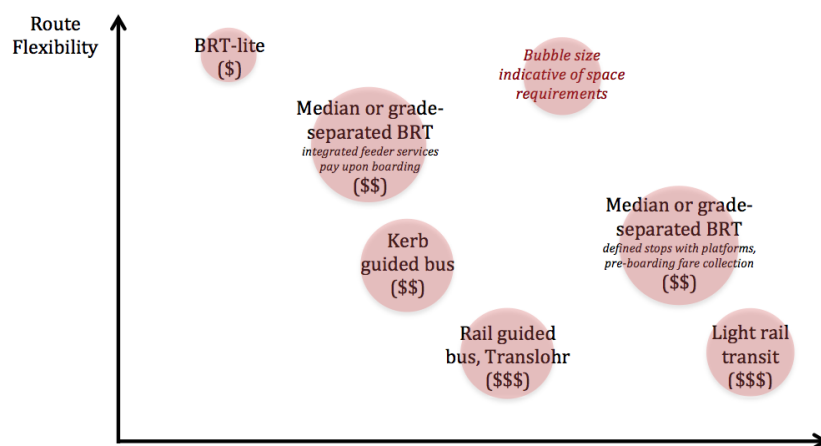 Route
Flexibility
BRT-lite
($)
Bubble size
indicative of space
requirements
Median or grade-
separated BRT
integrated feeder services
pay upon boarding
($$)
Median or grade-
separated BRT
defined stops with platforms,
pre-boarding fare collection
($$)
Kerb
guided bus
($$)
Rail guided
bus, Translohr
($$$)
Light rail
transit
($$$)